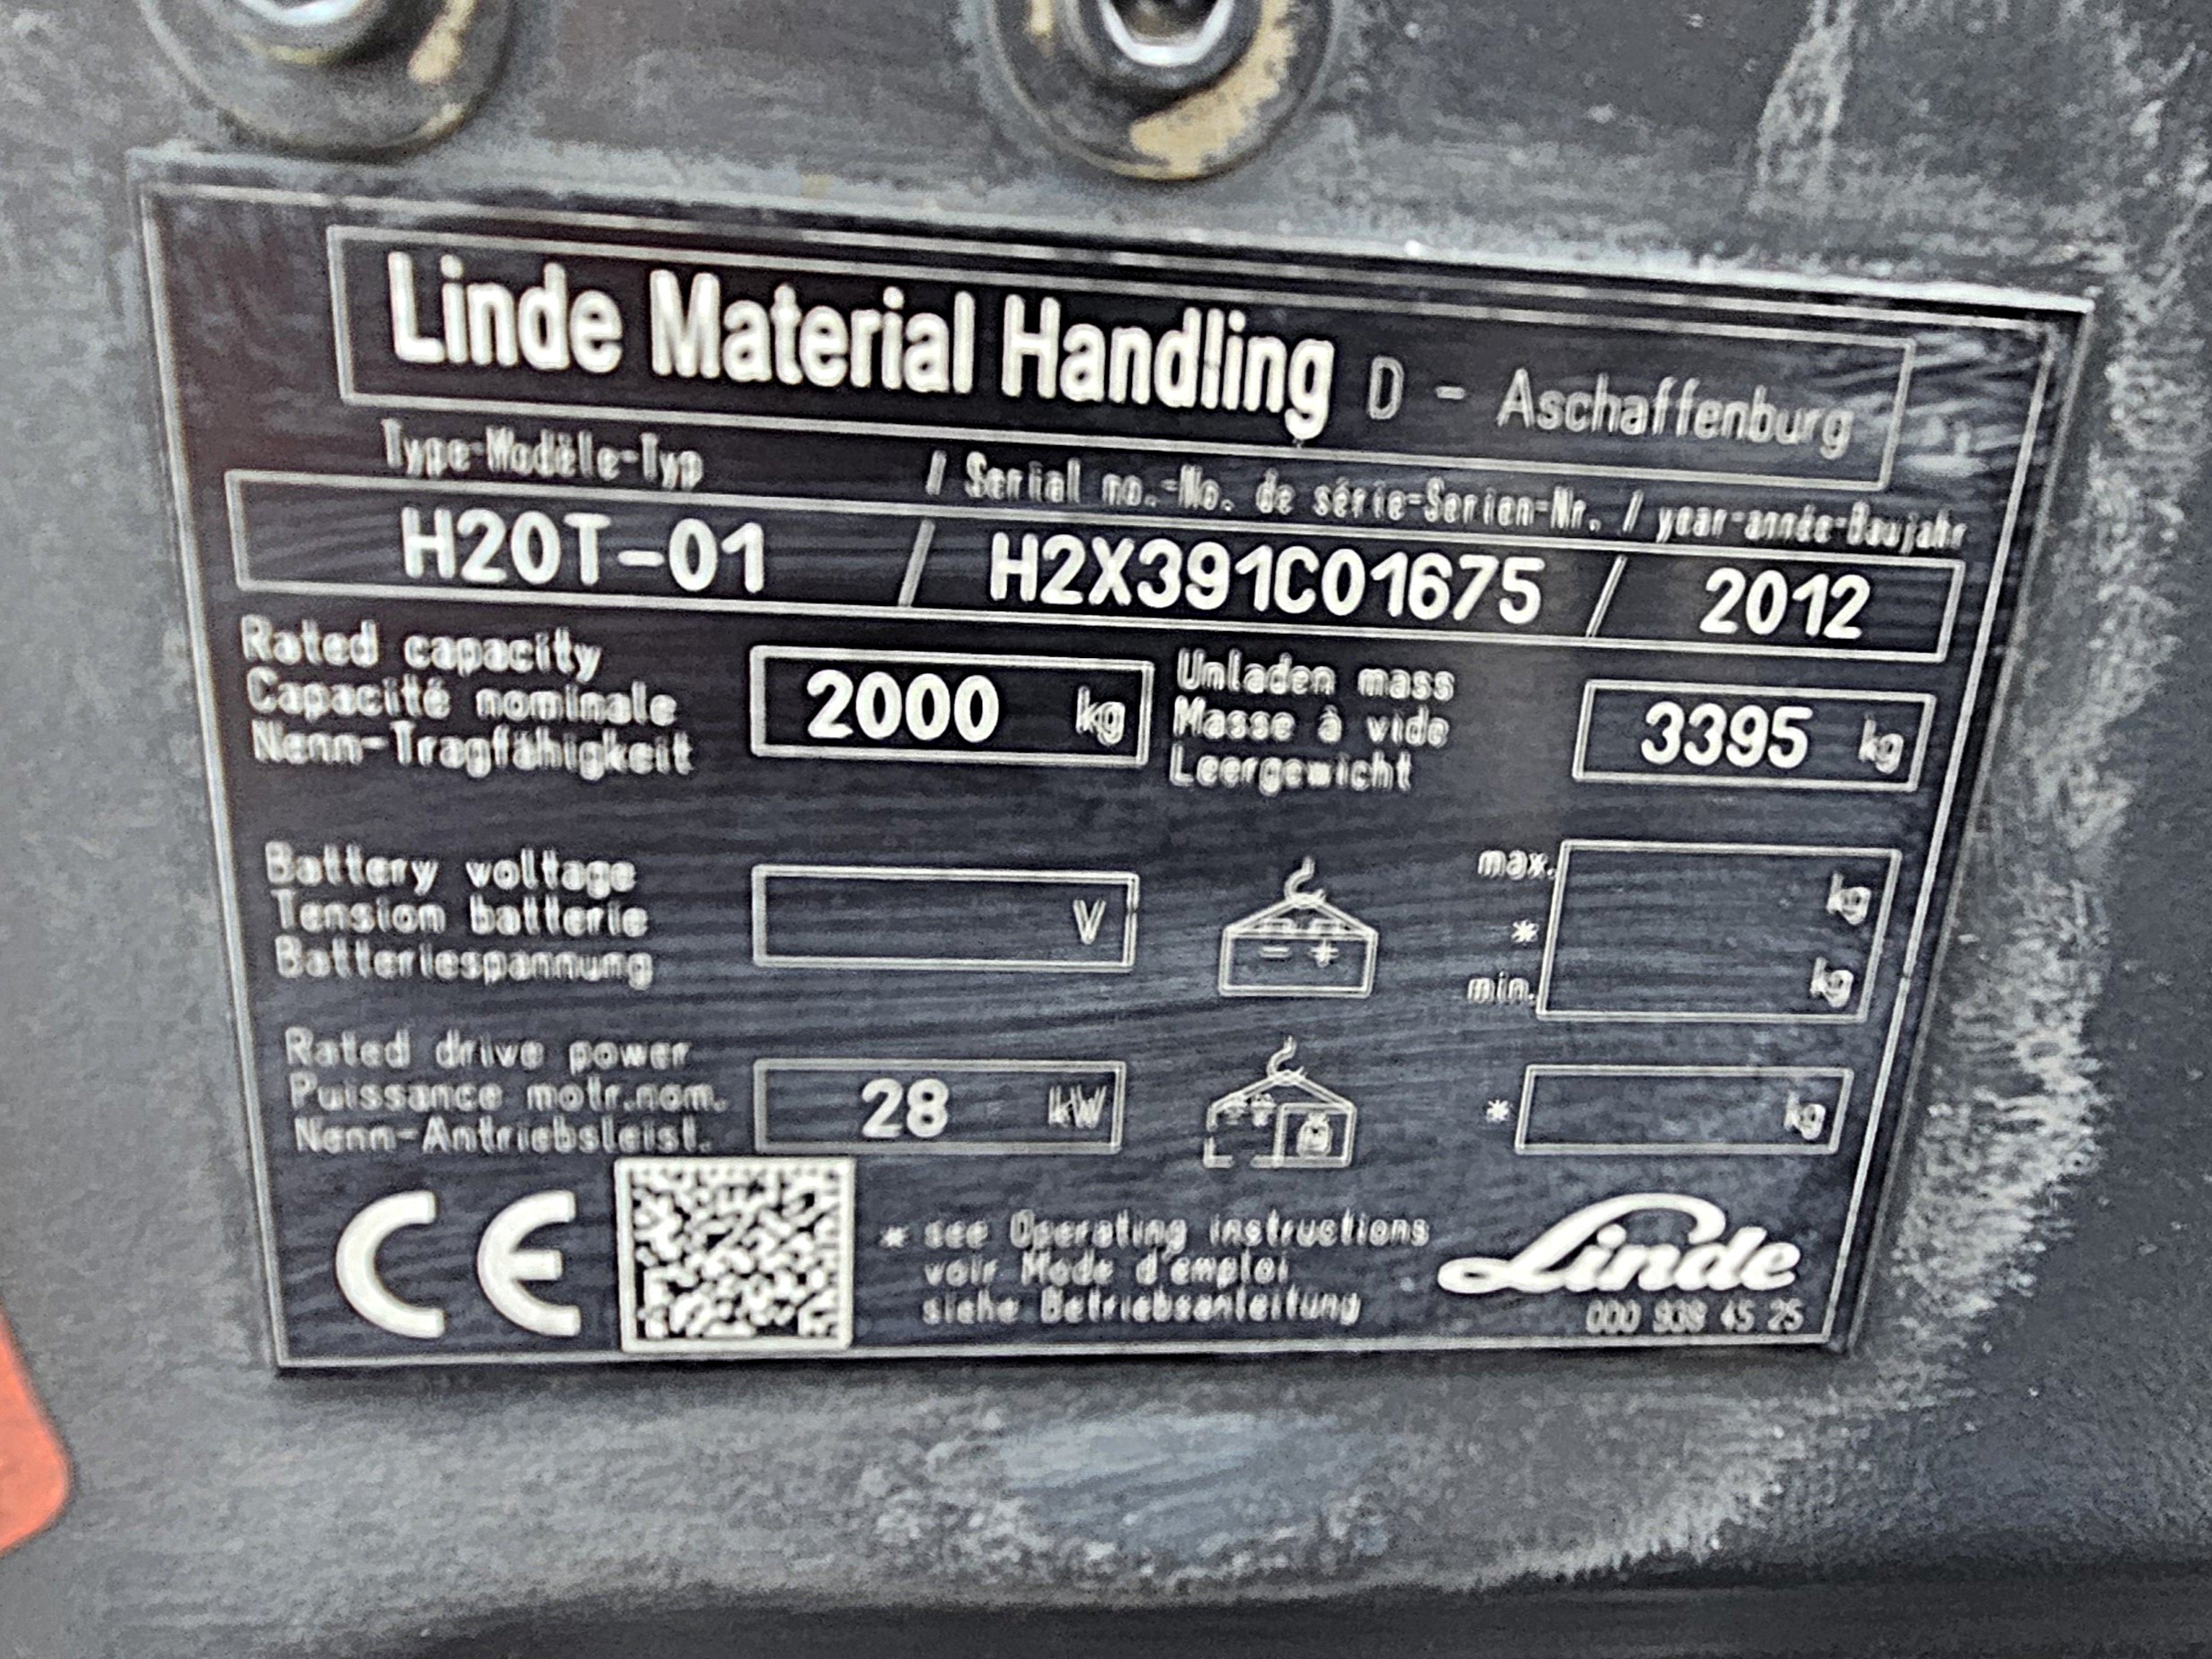 Linde Material Handling D - Aschaffenburg
Type-Modèle-Typ / Serial no.-No. de série-Serien-Nr. / year-année-Baujahr
H20T-01 / H2X391C01675 / 2012
Rated capacity
Capacité nominale
Nenn-Tragfähigkeit
2000 kg
Unladen mass
Masse à vide
Leergewicht
3395 kg
Battery voltage
Tension batterie
Batteriespannung
V
max. kg
*
min. kg
Rated drive power
Puissance motr.nom.
Nenn-Antriebsleist.
28 kW
* kg
CE
* see Operating instructions
voir Mode d'emploi
siehe Betriebsanleitung
Linde
000 938 45 25